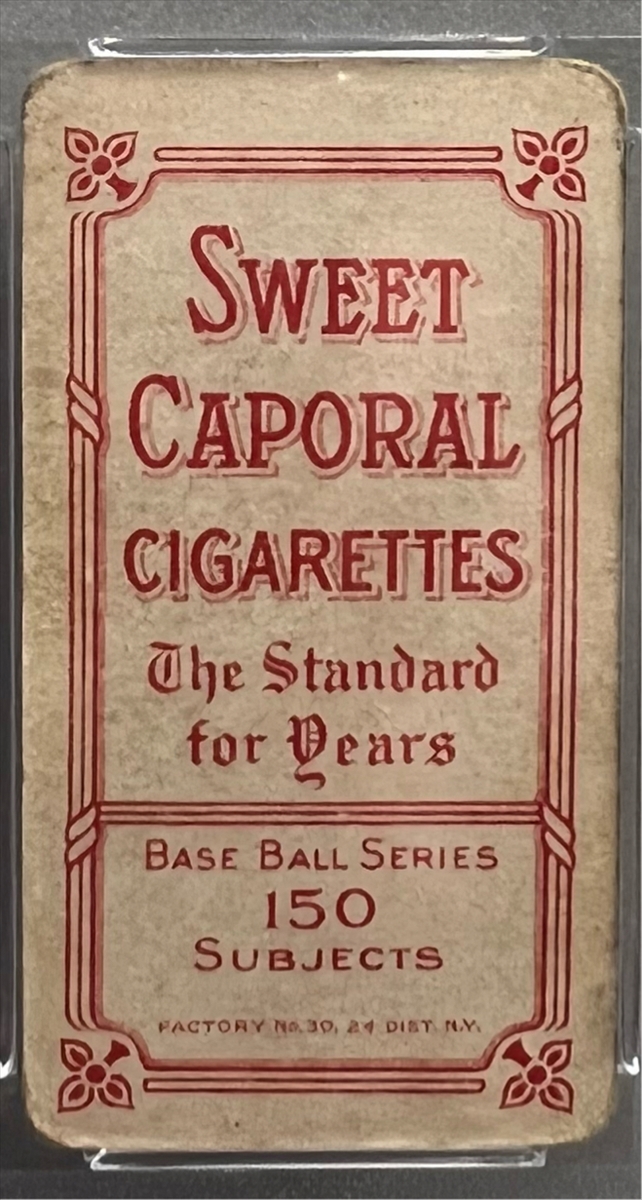 SWEET
CAPORAL
CIGARETTES
The Standard
for Years
BASE BALL SERIES
150
SUBJECTS
FACTORY No. 30, 2d DIST. N.Y.